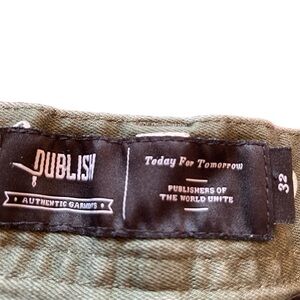 PUBLISH
AUTHENTIC GARMENTS
Today For Tomorrow
PUBLISHERS OF
THE WORLD UNITE
32